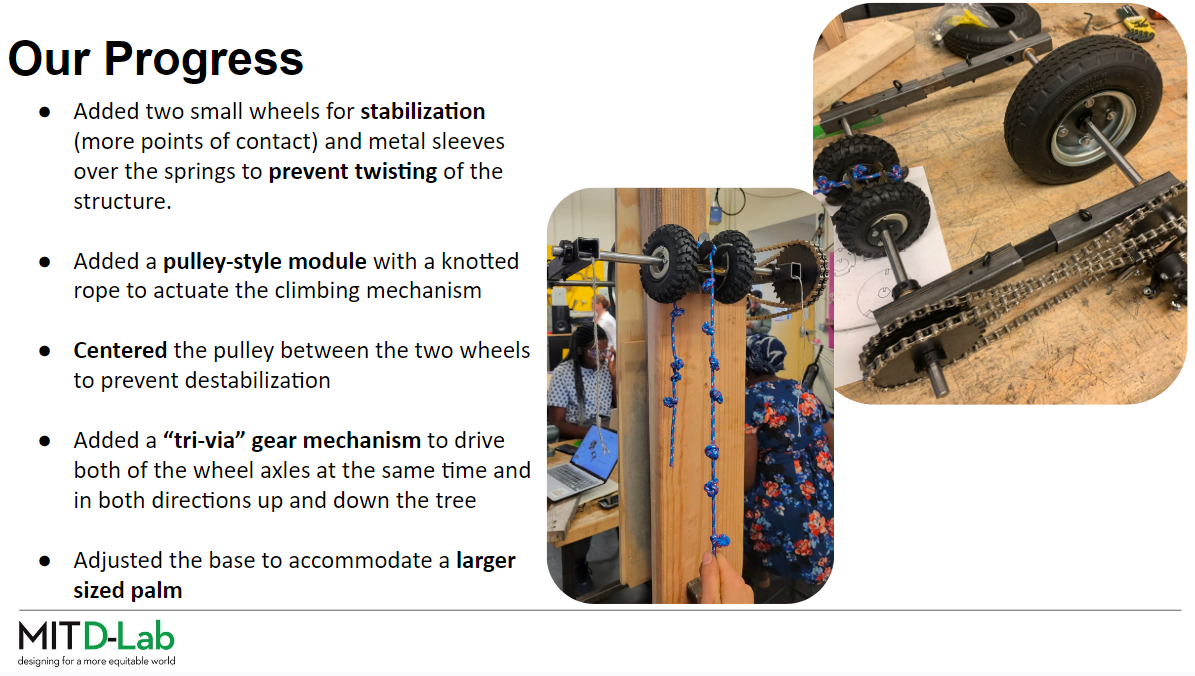 Our Progress
● Added two small wheels for stabilization
(more points of contact) and metal sleeves
over the springs to prevent twisting of the
structure.
● Added a pulley-style module with a knotted
rope to actuate the climbing mechanism
● Centered the pulley between the two wheels
to prevent destabilization
● Added a “tri-via” gear mechanism to drive
both of the wheel axles at the same time and
in both directions up and down the tree
● Adjusted the base to accommodate a larger
sized palm
MIT D-Lab
designing for a more equitable world